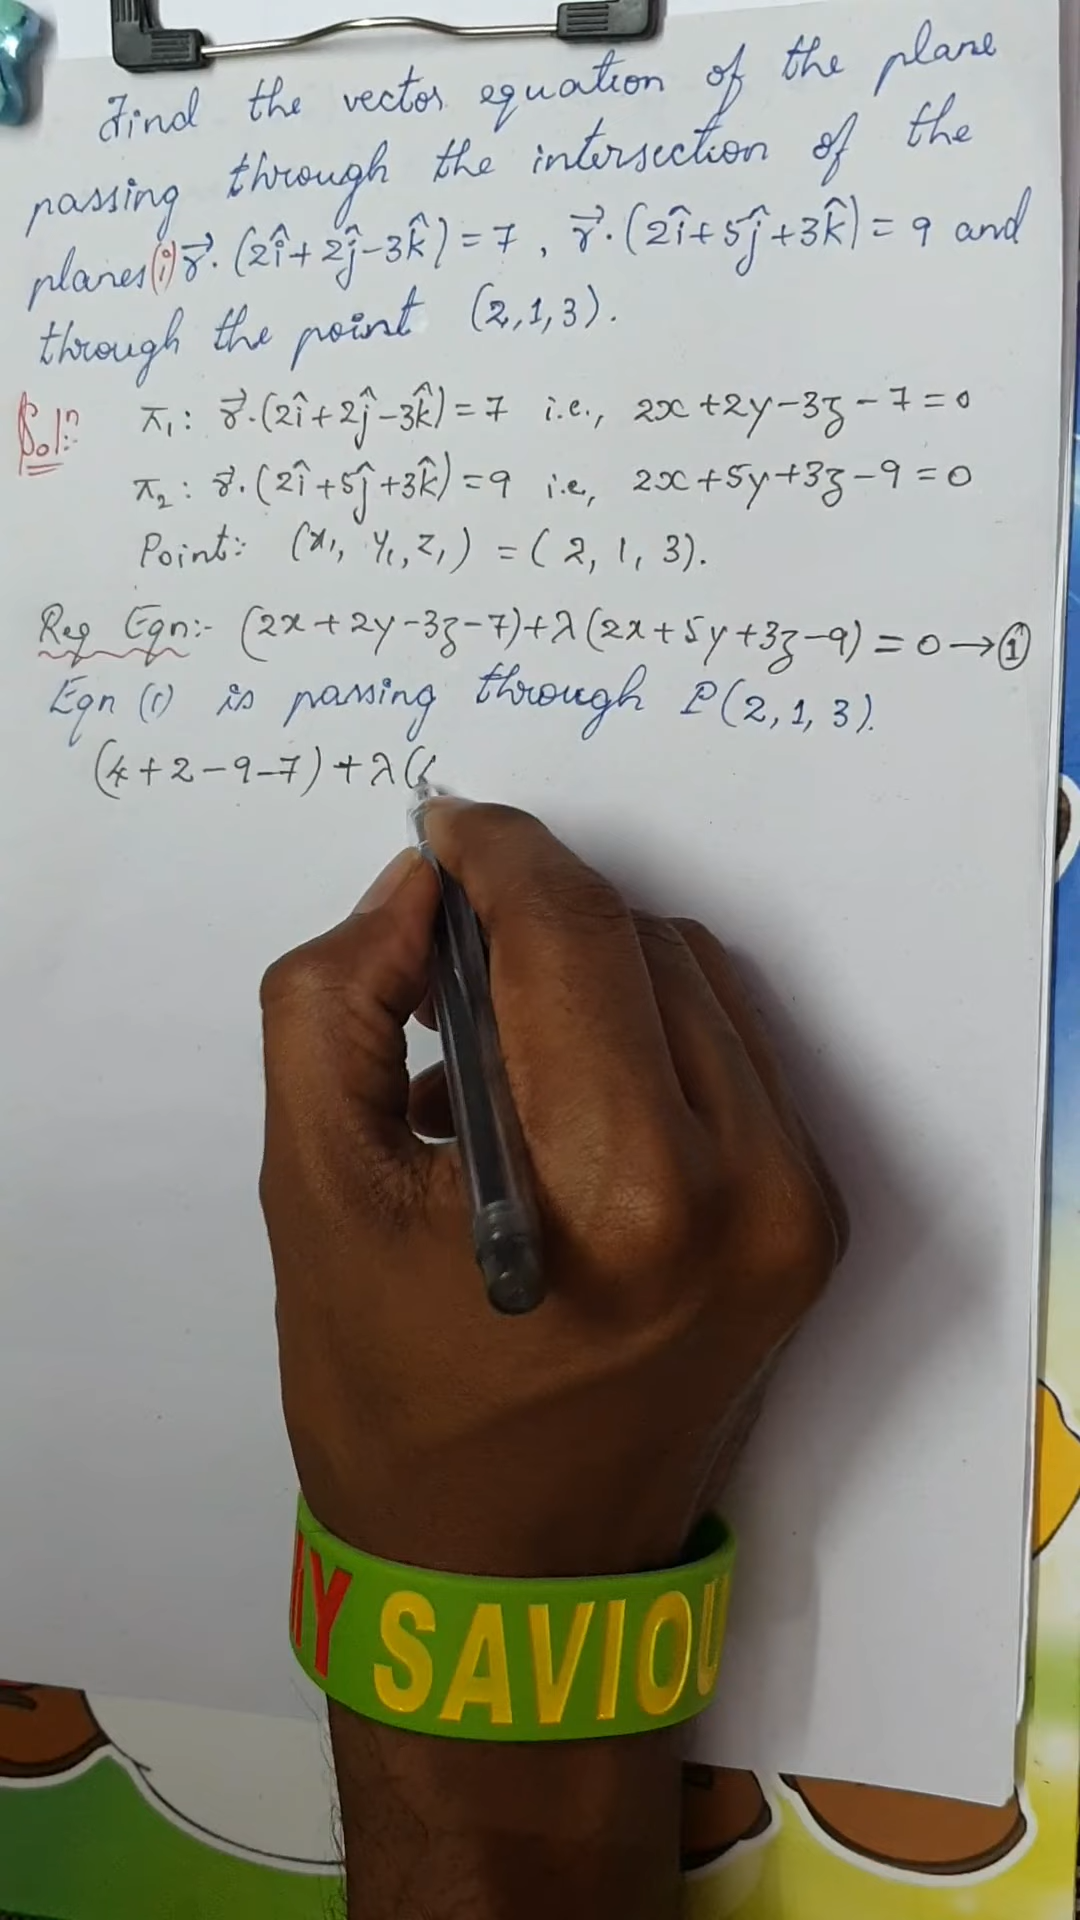 Find the vector equation of the plane
passing through the intersection of the
planes (i) r⃗.(2î+2ĵ-3k̂)=7, r⃗.(2î+5ĵ+3k̂)=9 and
through the point (2,1,3).
Sol:n π₁: r⃗.(2î+2ĵ-3k̂)=7 i.e., 2x+2y-3z-7=0
π₂: r⃗.(2î+5ĵ+3k̂)=9 i.e, 2x+5y+3z-9=0
Point: (x₁, y₁, z₁) = (2, 1, 3).
Req Eqn:- (2x+2y-3z-7)+λ(2x+5y+3z-9)=0→①
Eqn (1) is passing through P(2,1,3).
(4+2-9-7)+λ(
MY SAVIOU